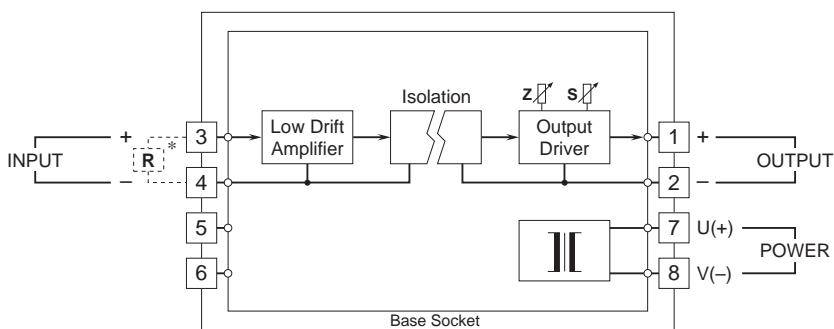 Isolation
Z S
Low Drift
Amplifier
Output
Driver
INPUT
+
–
R
*
3
4
5
6
1
2
7
8
+
–
OUTPUT
U(+)
V(–)
POWER
Base Socket